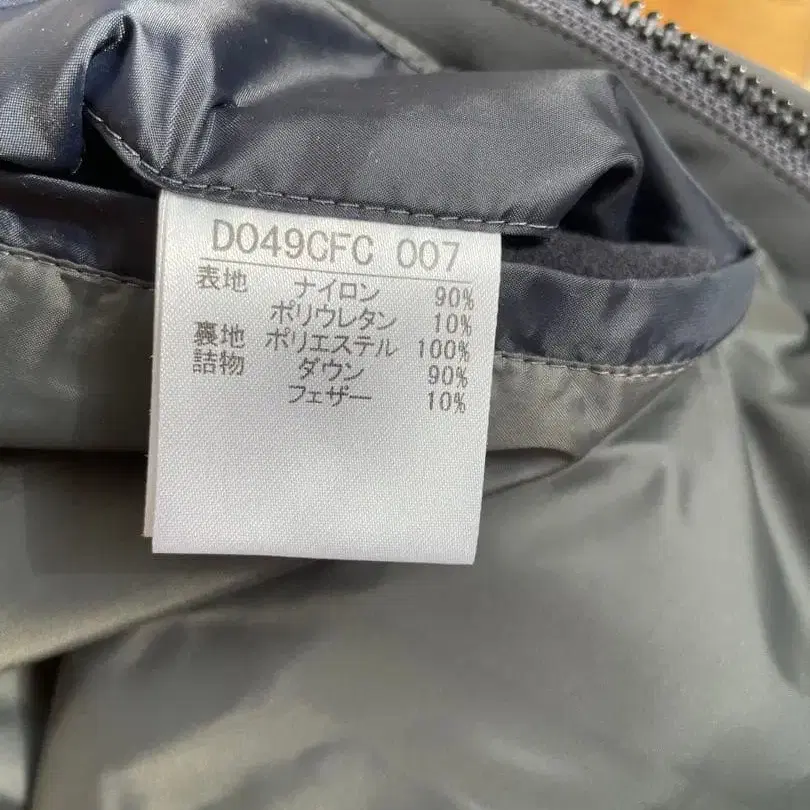 D049CFC 007
表地 ナイロン 90%
ポリウレタン 10%
裏地 ポリエステル 100%
詰物 ダウン 90%
フェザー 10%